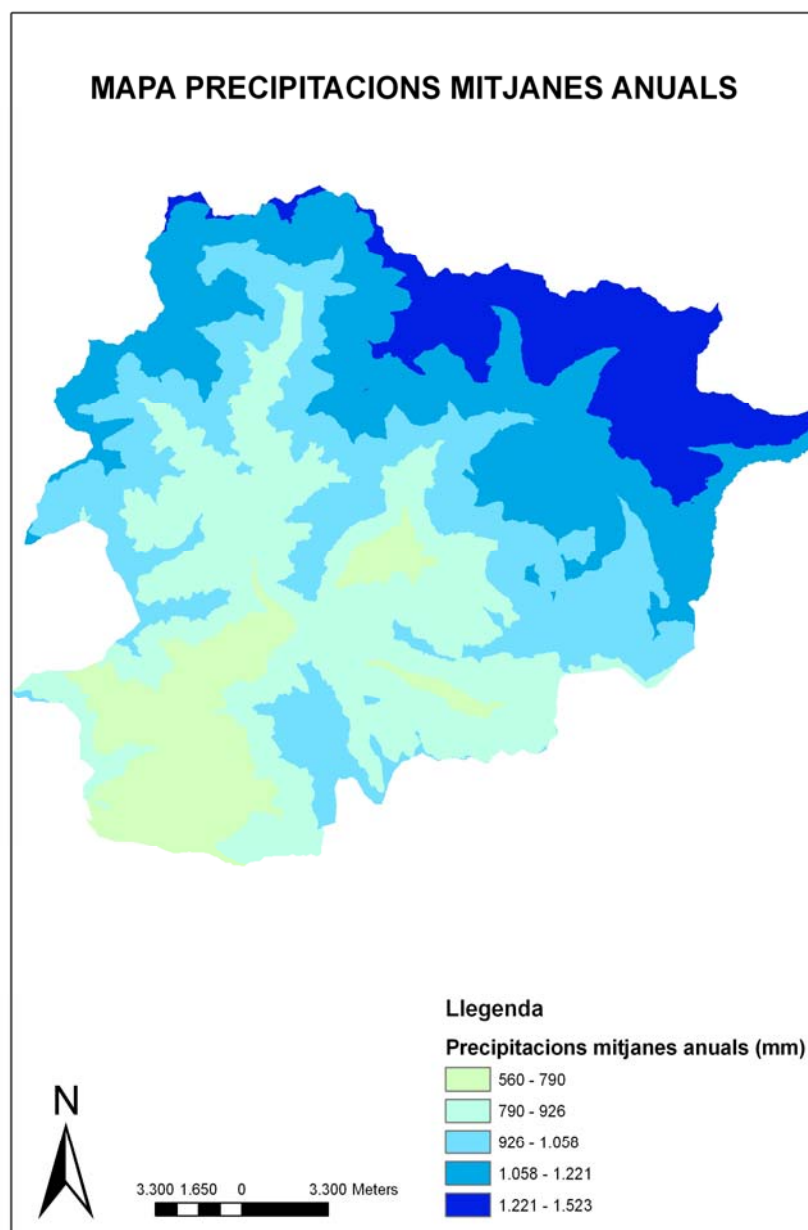 MAPA PRECIPITACIONS MITJANES ANUALS
Llegenda
Precipitacions mitjanes anuals (mm)
560 - 790
790 - 926
926 - 1.058
1.058 - 1.221
1.221 - 1.523
N
3.300 1.650 0 3.300 Meters